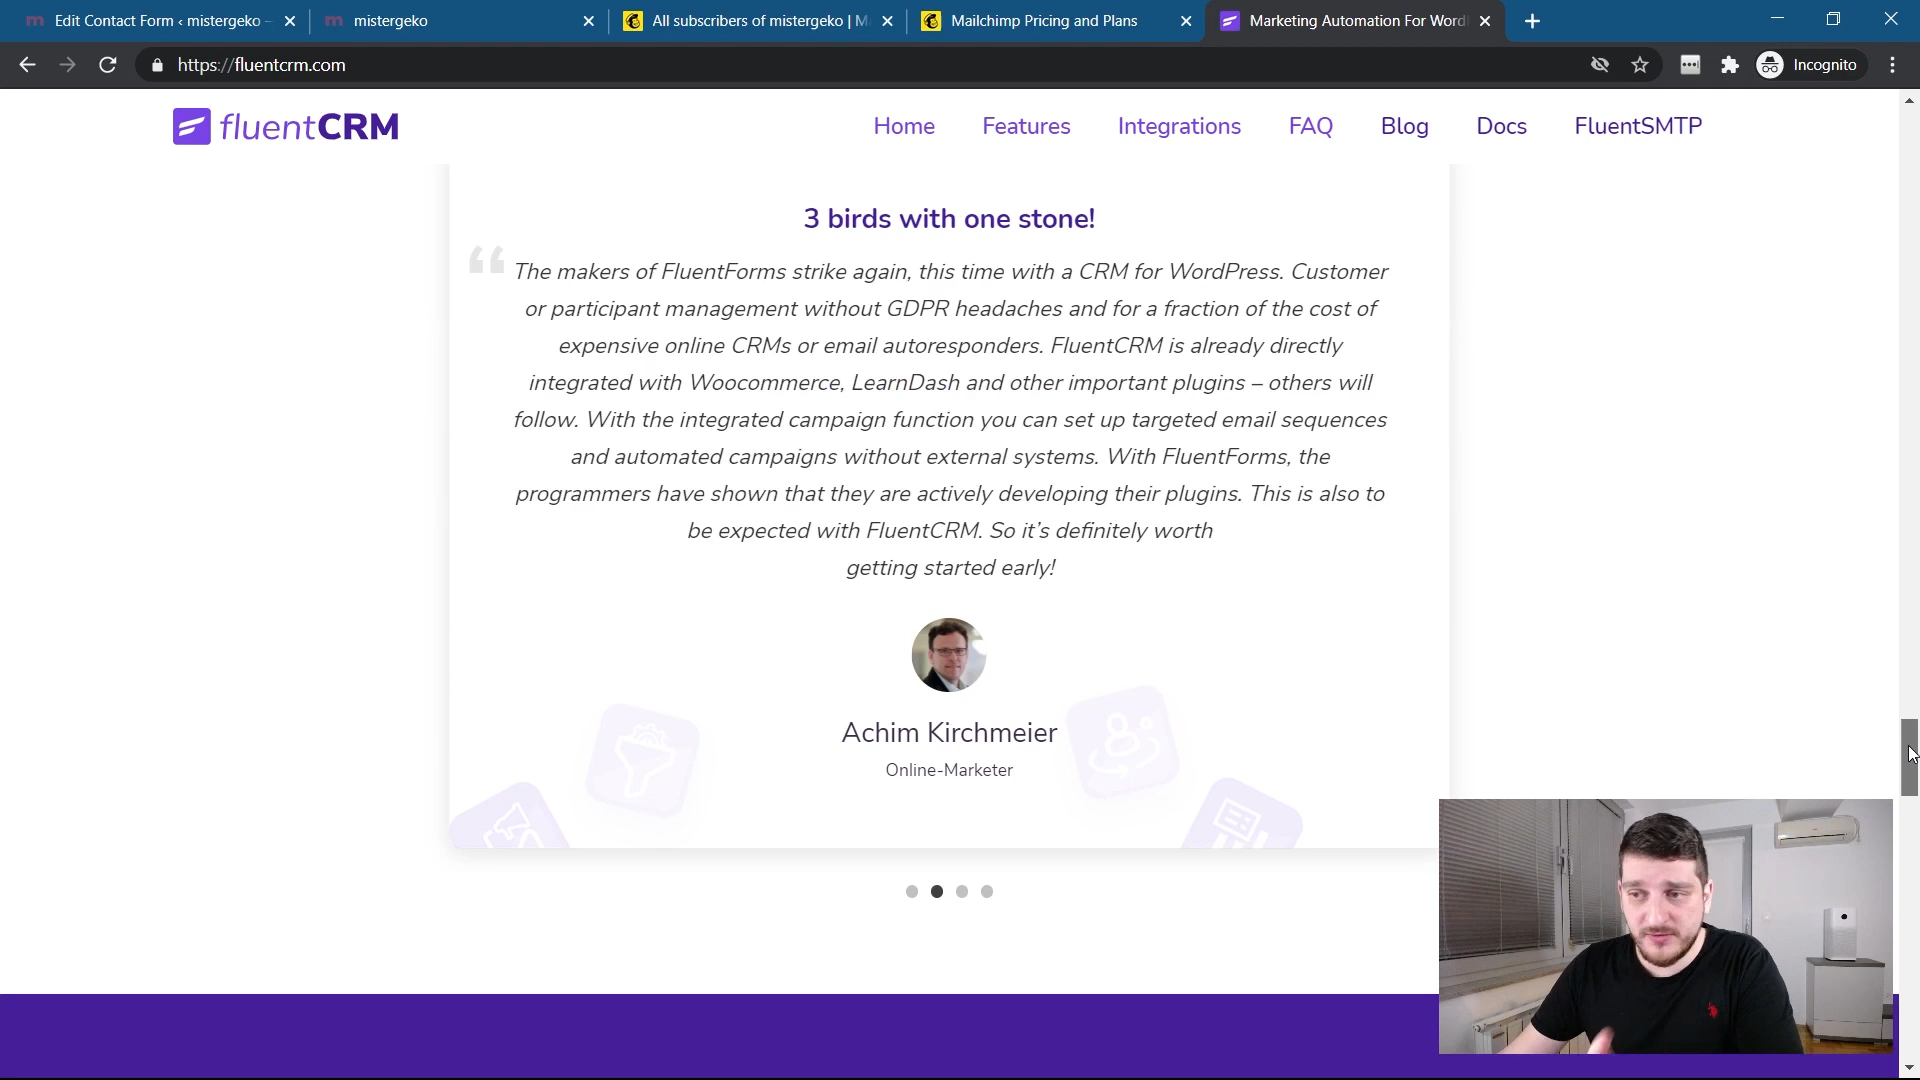 Edit Contact Form ‹ mistergeko –
mistergeko
All subscribers of mistergeko | M
Mailchimp Pricing and Plans
Marketing Automation For Word
https://fluentcrm.com
Incognito
fluentCRM
Home
Features
Integrations
FAQ
Blog
Docs
FluentSMTP
3 birds with one stone!
“
The makers of FluentForms strike again, this time with a CRM for WordPress. Customer
or participant management without GDPR headaches and for a fraction of the cost of
expensive online CRMs or email autoresponders. FluentCRM is already directly
integrated with Woocommerce, LearnDash and other important plugins – others will
follow. With the integrated campaign function you can set up targeted email sequences
and automated campaigns without external systems. With FluentForms, the
programmers have shown that they are actively developing their plugins. This is also to
be expected with FluentCRM. So it’s definitely worth
getting started early!
Achim Kirchmeier
Online-Marketer